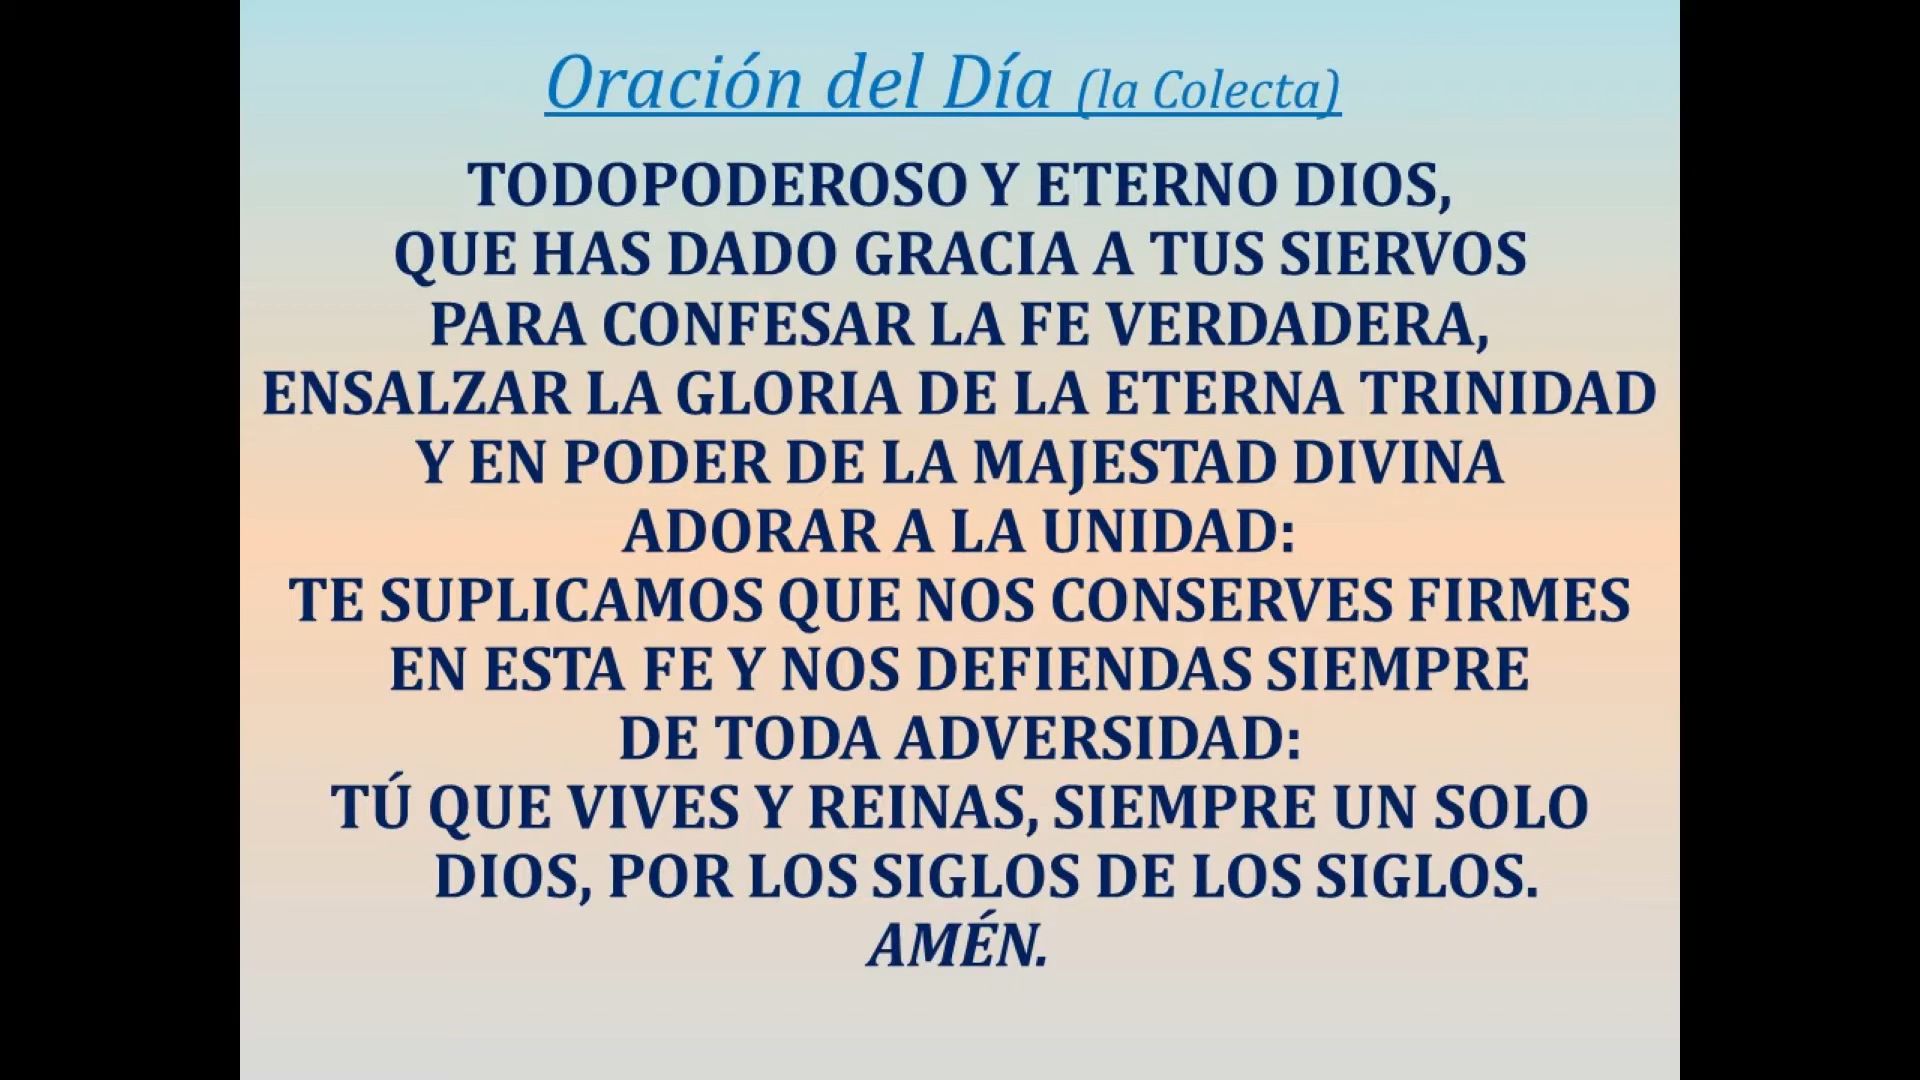 Oración del Día (la Colecta)
TODOPODEROSO Y ETERNO DIOS,
QUE HAS DADO GRACIA A TUS SIERVOS
PARA CONFESAR LA FE VERDADERA,
ENSALZAR LA GLORIA DE LA ETERNA TRINIDAD
Y EN PODER DE LA MAJESTAD DIVINA
ADORAR A LA UNIDAD:
TE SUPLICAMOS QUE NOS CONSERVES FIRMES
EN ESTA FE Y NOS DEFIENDAS SIEMPRE
DE TODA ADVERSIDAD:
TÚ QUE VIVES Y REINAS, SIEMPRE UN SOLO
DIOS, POR LOS SIGLOS DE LOS SIGLOS.
AMÉN.